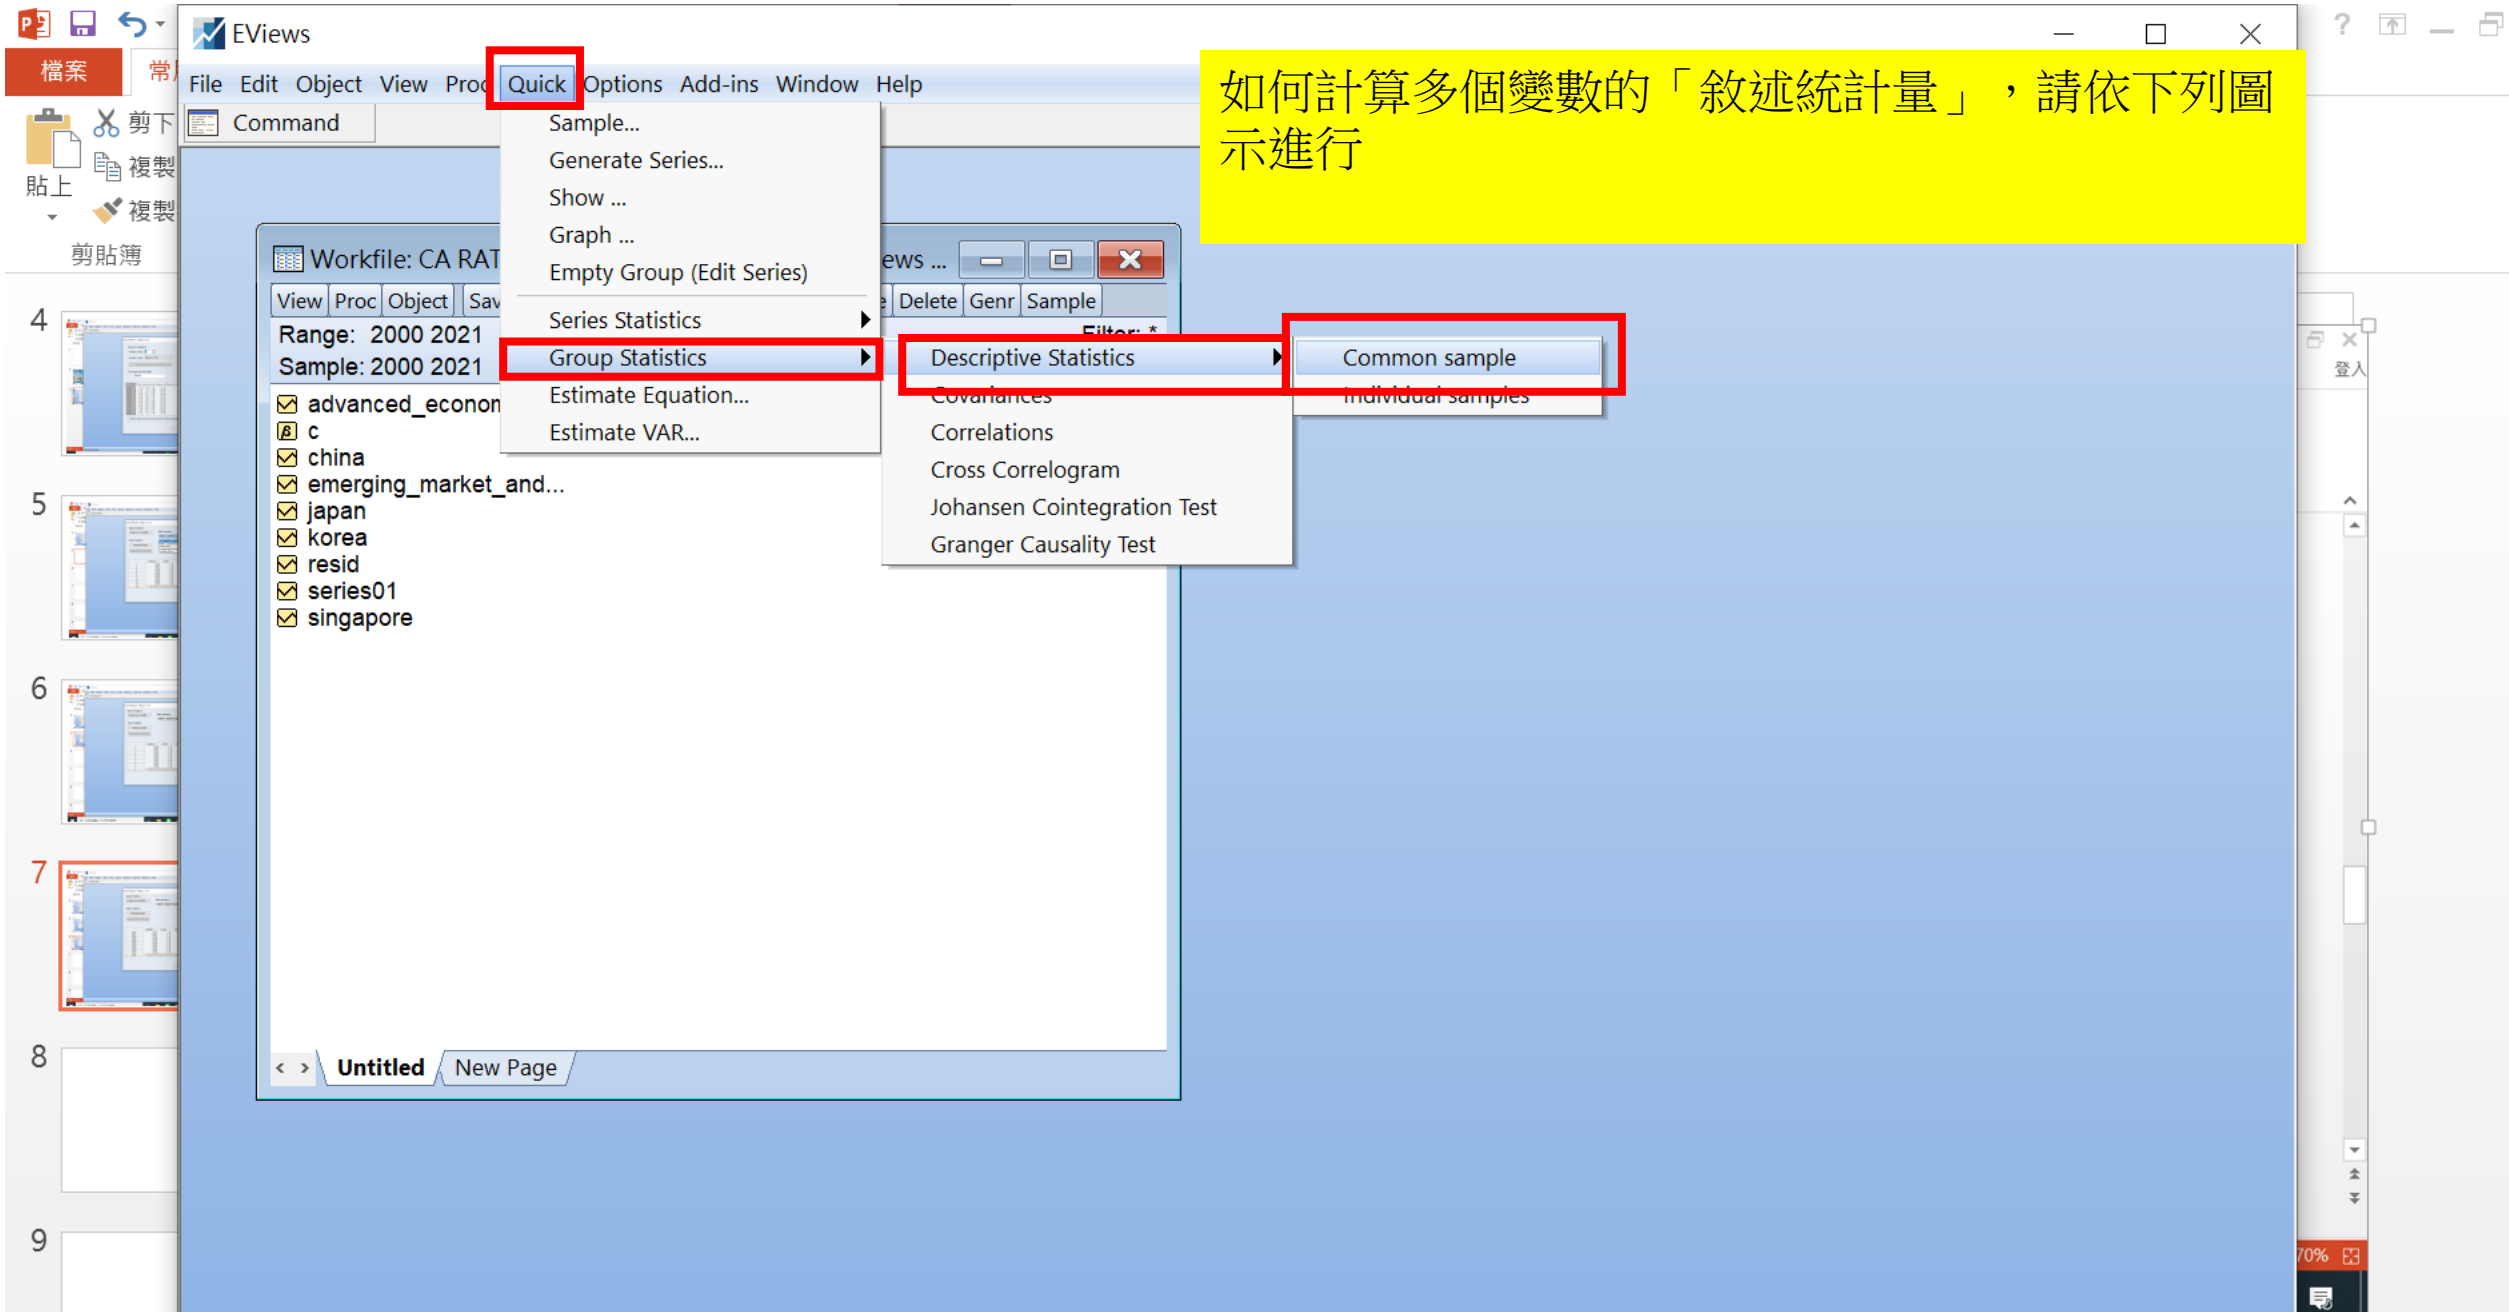 EViews
檔案
常
File Edit Object View Proc Quick Options Add-ins Window Help
如何計算多個變數的「敘述統計量」，請依下列圖
示進行
Command
剪下
複製
貼上
複製
剪貼簿
Sample...
Generate Series...
Show ...
Graph ...
Empty Group (Edit Series)
Series Statistics
Group Statistics
Estimate Equation...
Estimate VAR...
Descriptive Statistics
Covariances
Correlations
Cross Correlogram
Johansen Cointegration Test
Granger Causality Test
Common sample
Individual samples
Workfile: CA RAT
ews ...
View Proc Object Sav
Delete Genr Sample
Range: 2000 2021
Filter: *
Sample: 2000 2021
advanced_econom
c
china
emerging_market_and...
japan
korea
resid
series01
singapore
Untitled New Page
登入
4
5
6
7
8
9
70%